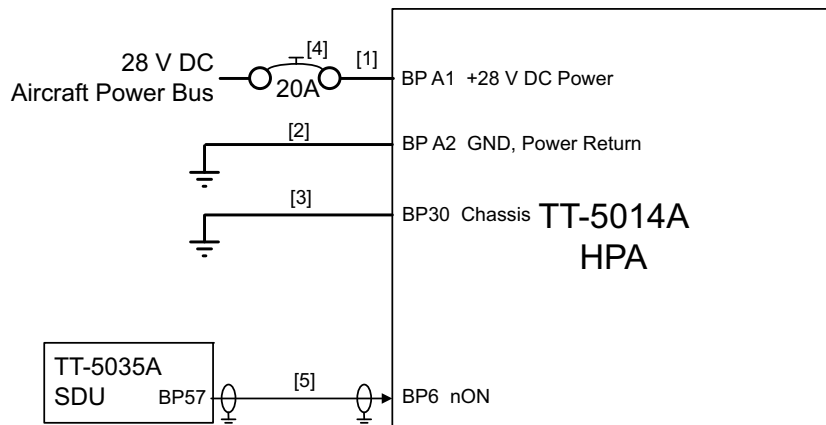 28 V DC
Aircraft Power Bus
[4]
20A
[1]
BP A1 +28 V DC Power
[2]
BP A2 GND, Power Return
[3]
BP30 Chassis
TT-5014A
HPA
TT-5035A
SDU
BP57
[5]
BP6 nON